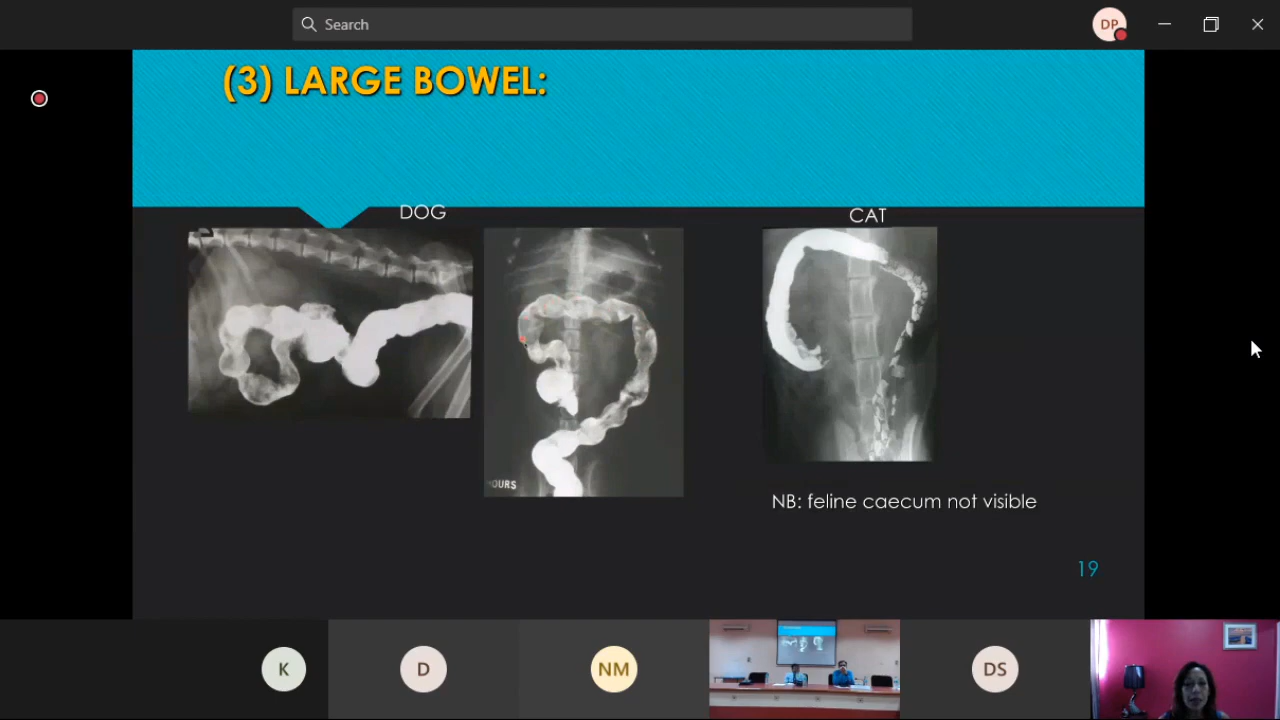 Search
DP
(3) LARGE BOWEL:
DOG
CAT
OURS
NB: feline caecum not visible
19
K
D
NM
DS